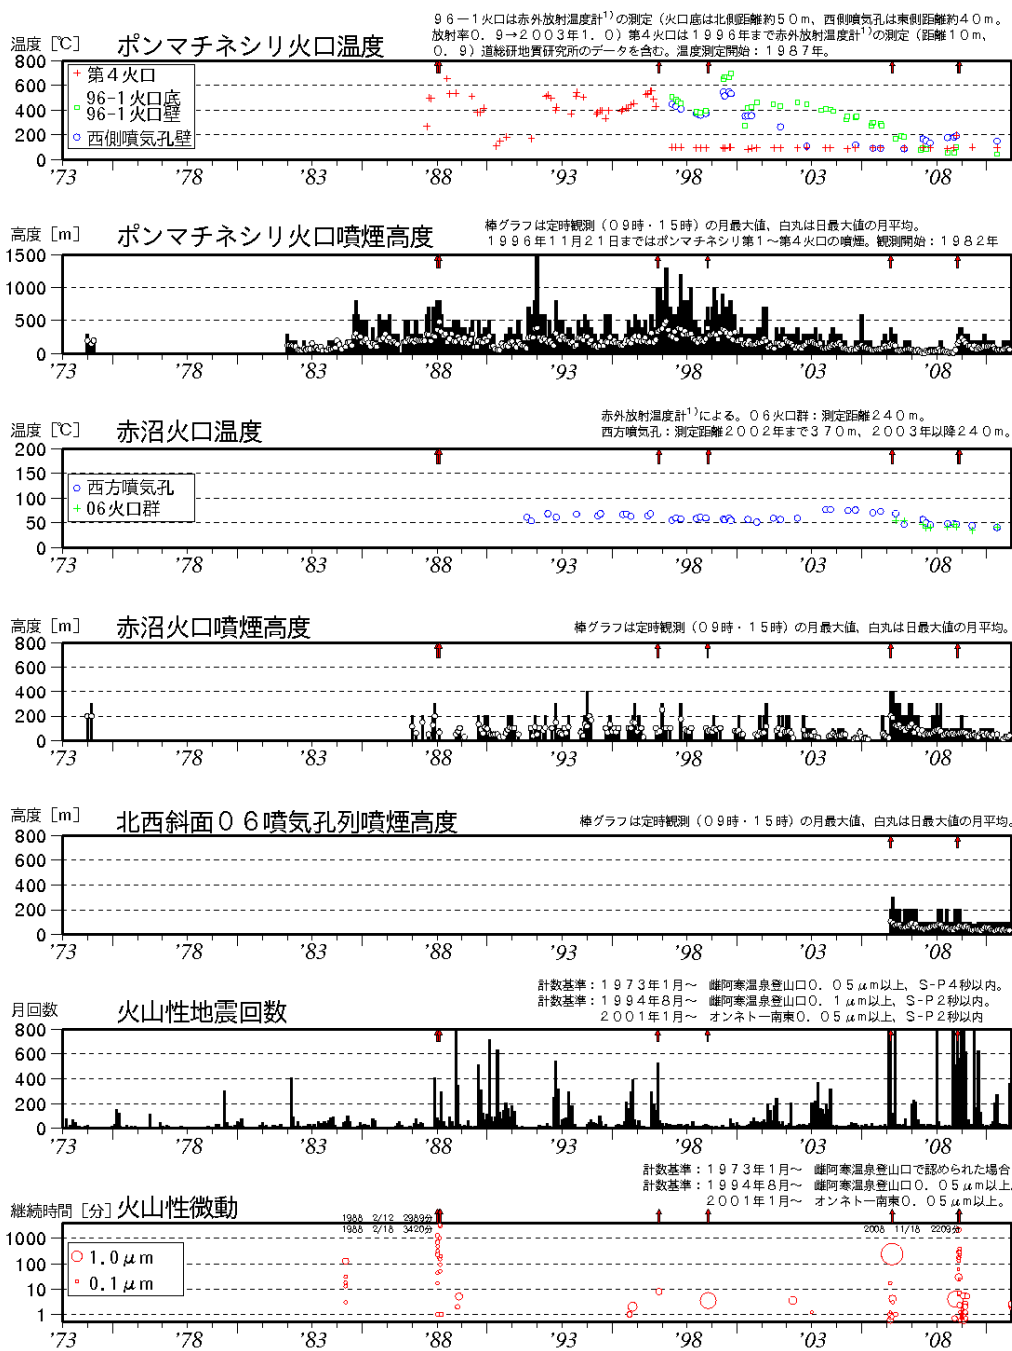 96－1火口は赤外放射温度計1)の測定（火口底は北側距離約50m、西側噴気孔は東側距離約40m。
放射率0．9→2003年1．0）第4火口は1996年まで赤外放射温度計1)の測定（距離10m、
0．9）道総研地質研究所のデータを含む。温度測定開始：1987年。
温度［℃］ ポンマチネシリ火口温度
800
600
400
200
0
第4火口
96-1火口底
96-1火口壁
西側噴気孔壁
'73 '78 '83 '88 '93 '98 '03 '08
棒グラフは定時観測（09時・15時）の月最大値、白丸は日最大値の月平均。
1996年11月21日まではポンマチネシリ第1～第4火口の噴煙。観測開始：1982年
高度［m］ ポンマチネシリ火口噴煙高度
1500
1000
500
0
'73 '78 '83 '88 '93 '98 '03 '08
赤外放射温度計1)による。06火口群：測定距離240m。
西方噴気孔：測定距離2002年まで370m、2003年以降240m。
温度［℃］ 赤沼火口温度
200
150
100
50
0
西方噴気孔
06火口群
'73 '78 '83 '88 '93 '98 '03 '08
高度［m］ 赤沼火口噴煙高度
棒グラフは定時観測（09時・15時）の月最大値、白丸は日最大値の月平均。
800
600
400
200
0
'73 '78 '83 '88 '93 '98 '03 '08
高度［m］ 北西斜面06噴気孔列噴煙高度
棒グラフは定時観測（09時・15時）の月最大値、白丸は日最大値の月平均。
800
600
400
200
0
'73 '78 '83 '88 '93 '98 '03 '08
計数基準：1973年1月～ 雌阿寒温泉登山口0．05μm以上、S-P4秒以内。
計数基準：1994年8月～ 雌阿寒温泉登山口0．1μm以上、S-P2秒以内。
2001年1月～ オンネトー南東0．05μm以上、S-P2秒以内
月回数 火山性地震回数
800
600
400
200
0
'73 '78 '83 '88 '93 '98 '03 '08
計数基準：1973年1月～ 雌阿寒温泉登山口で認められた場合
計数基準：1994年8月～ 雌阿寒温泉登山口0．05μm以上。
2001年1月～ オンネトー南東0．05μm以上。
継続時間［分］ 火山性微動
1988 2/12 2989分
1988 2/18 3420分
2008 11/18 2209分
1000
100
10
1
1.0μm
0.1μm
'73 '78 '83 '88 '93 '98 '03 '08